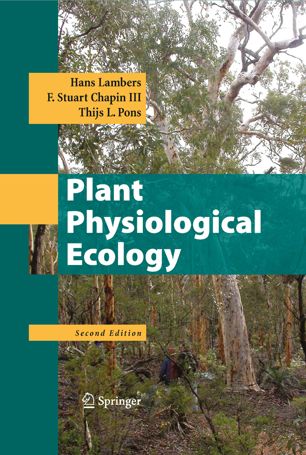 Hans Lambers
F. Stuart Chapin III
Thijs L. Pons
Plant
Physiological
Ecology
Second Edition
Springer